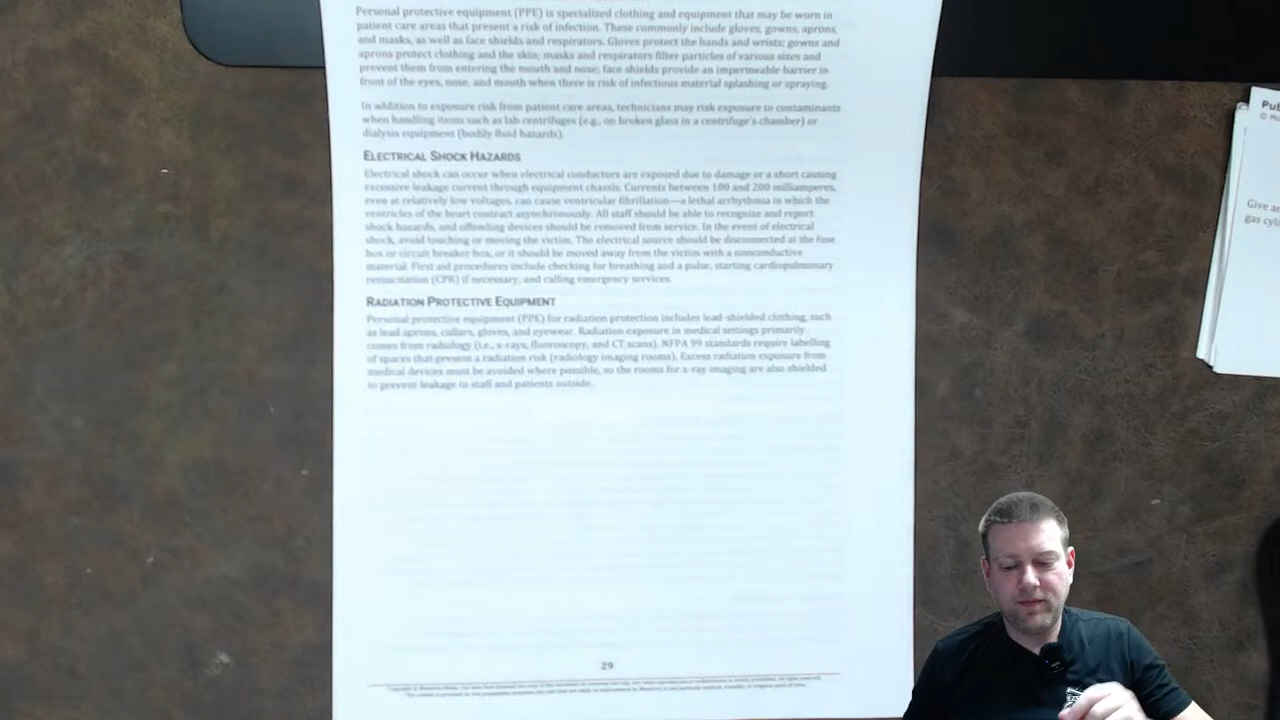 Personal protective equipment (PPE) is specialized clothing and equipment that may be worn in
patient care areas that present a risk of infection. These commonly include gloves, gowns, aprons,
and masks, as well as face shields and respirators. Gloves protect the hands and wrists; gowns and
aprons protect clothing and the skin; masks and respirators filter particles of various sizes and
prevent them from entering the mouth and nose; face shields provide an impermeable barrier in
front of the eyes, nose, and mouth when there is risk of infectious material splashing or spraying.
In addition to exposure risk from patient care areas, technicians may risk exposure to contaminants
when handling items such as lab centrifuges (e.g., on broken glass in a centrifuge's chamber) or
dialysis equipment (bodily fluid hazards).
ELECTRICAL SHOCK HAZARDS
Electrical shock can occur when electrical conductors are exposed due to damage or a short causing
excessive leakage current through equipment chassis. Currents between 100 and 200 milliamperes,
even at relatively low voltages, can cause ventricular fibrillation—a lethal arrhythmia in which the
ventricles of the heart contract asynchronously. All staff should be able to recognize and report
shock hazards, and offending devices should be removed from service. In the event of electrical
shock, avoid touching or moving the victim. The electrical source should be disconnected at the fuse
box or circuit breaker box, or it should be moved away from the victim with a nonconductive
material. First aid procedures include checking for breathing and a pulse, starting cardiopulmonary
resuscitation (CPR) if necessary, and calling emergency services.
RADIATION PROTECTIVE EQUIPMENT
Personal protective equipment (PPE) for radiation protection includes lead-shielded clothing, such
as lead aprons, collars, gloves, and eyewear. Radiation exposure in medical settings primarily
comes from radiology (i.e., x-rays, fluoroscopy, and CT scans). NFPA 99 standards require labelling
of spaces that present a radiation risk (radiology imaging rooms). Excess radiation exposure from
medical devices must be avoided where possible, so the rooms for x-ray imaging are also shielded
to prevent leakage to staff and patients outside.
29
Pub
Give an
gas cyl